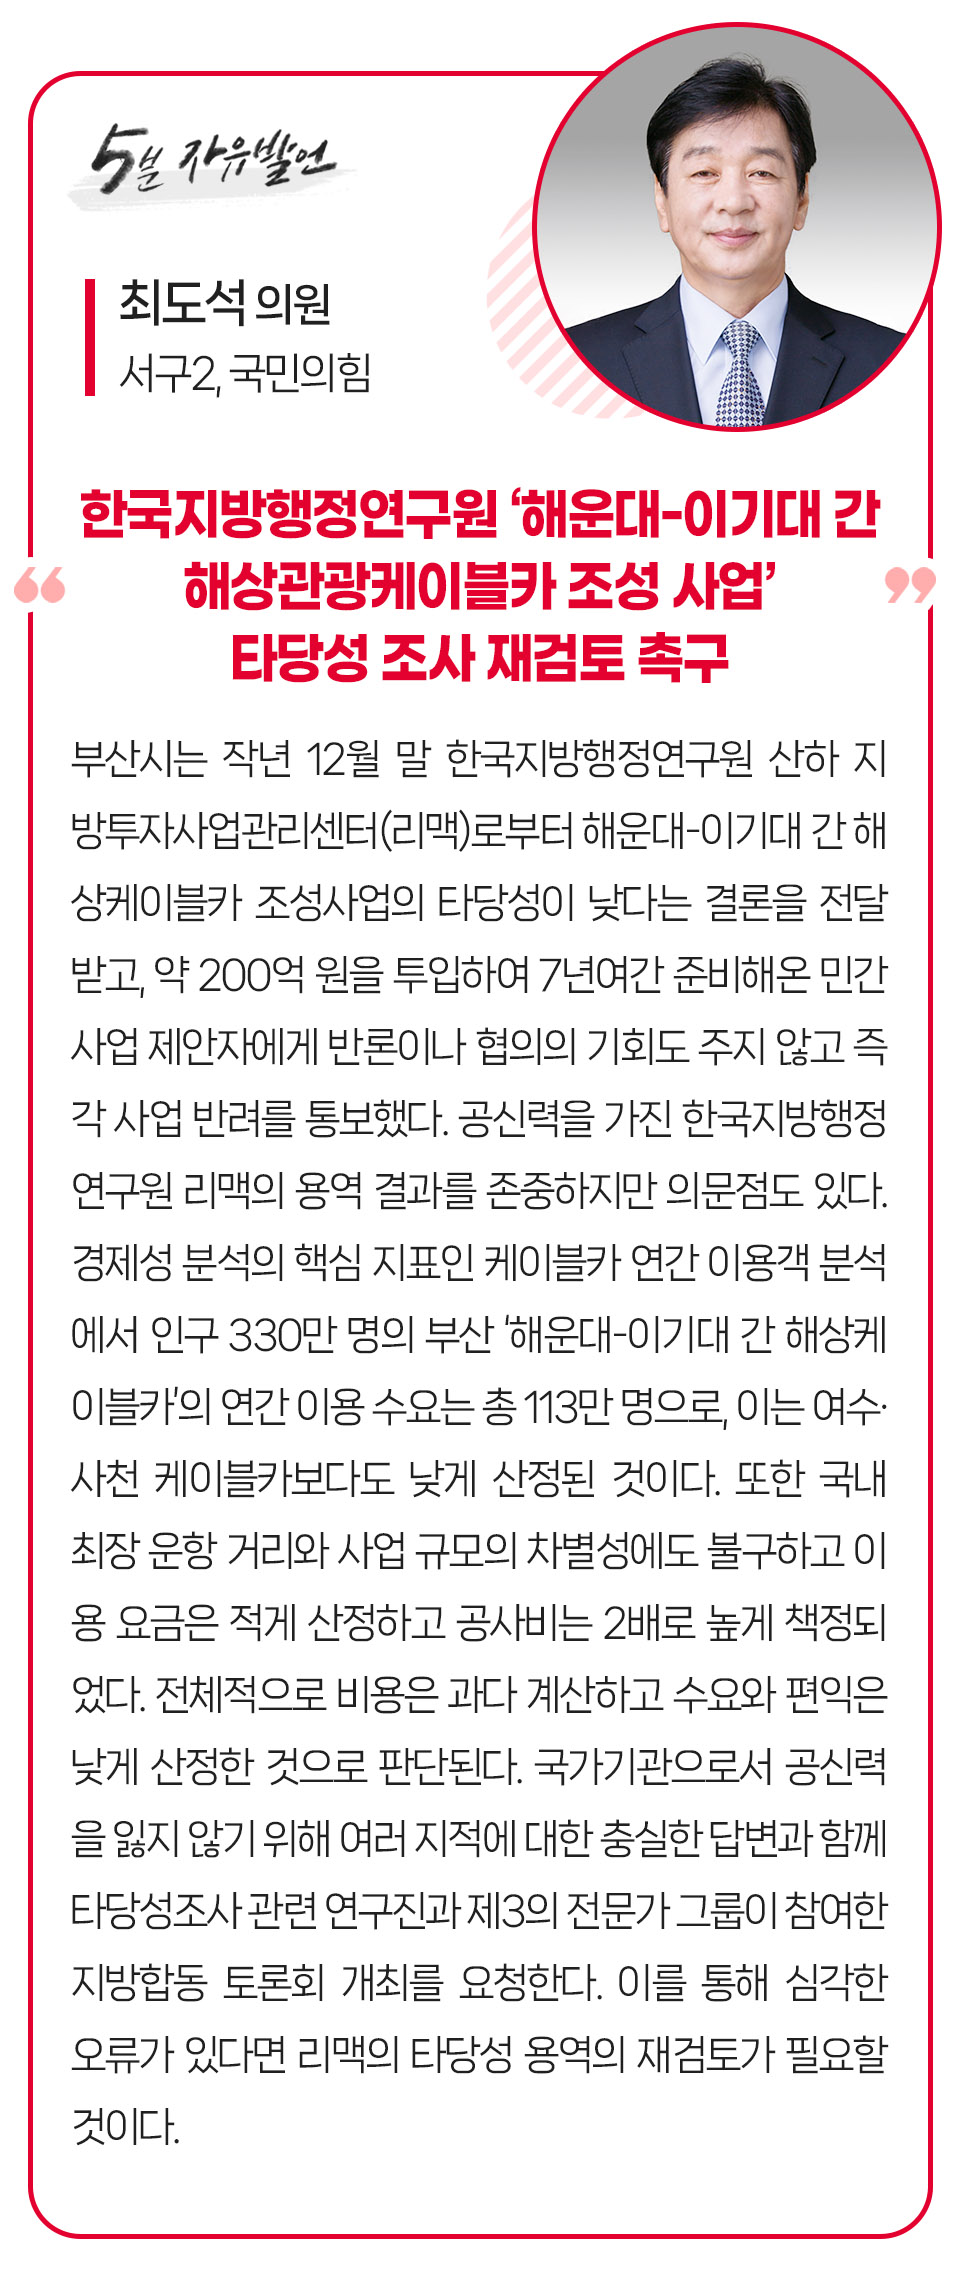 5분 자유발언
최도석 의원
서구2, 국민의힘
한국지방행정연구원 ‘해운대-이기대 간
해상관광케이블카 조성 사업’
타당성 조사 재검토 촉구
부산시는 작년 12월 말 한국지방행정연구원 산하 지
방투자사업관리센터(리맥)로부터 해운대-이기대 간 해
상케이블카 조성사업의 타당성이 낮다는 결론을 전달
받고, 약 200억 원을 투입하여 7년여간 준비해온 민간
사업 제안자에게 반론이나 협의의 기회도 주지 않고 즉
각 사업 반려를 통보했다. 공신력을 가진 한국지방행정
연구원 리맥의 용역 결과를 존중하지만 의문점도 있다.
경제성 분석의 핵심 지표인 케이블카 연간 이용객 분석
에서 인구 330만 명의 부산 '해운대-이기대 간 해상케
이블카'의 연간 이용 수요는 총 113만 명으로, 이는 여수·
사천 케이블카보다도 낮게 산정된 것이다. 또한 국내
최장 운항 거리와 사업 규모의 차별성에도 불구하고 이
용 요금은 적게 산정하고 공사비는 2배로 높게 책정되
었다. 전체적으로 비용은 과다 계산하고 수요와 편익은
낮게 산정한 것으로 판단된다. 국가기관으로서 공신력
을 잃지 않기 위해 여러 지적에 대한 충실한 답변과 함께
타당성조사 관련 연구진과 제3의 전문가 그룹이 참여한
지방합동 토론회 개최를 요청한다. 이를 통해 심각한
오류가 있다면 리맥의 타당성 용역의 재검토가 필요할
것이다.